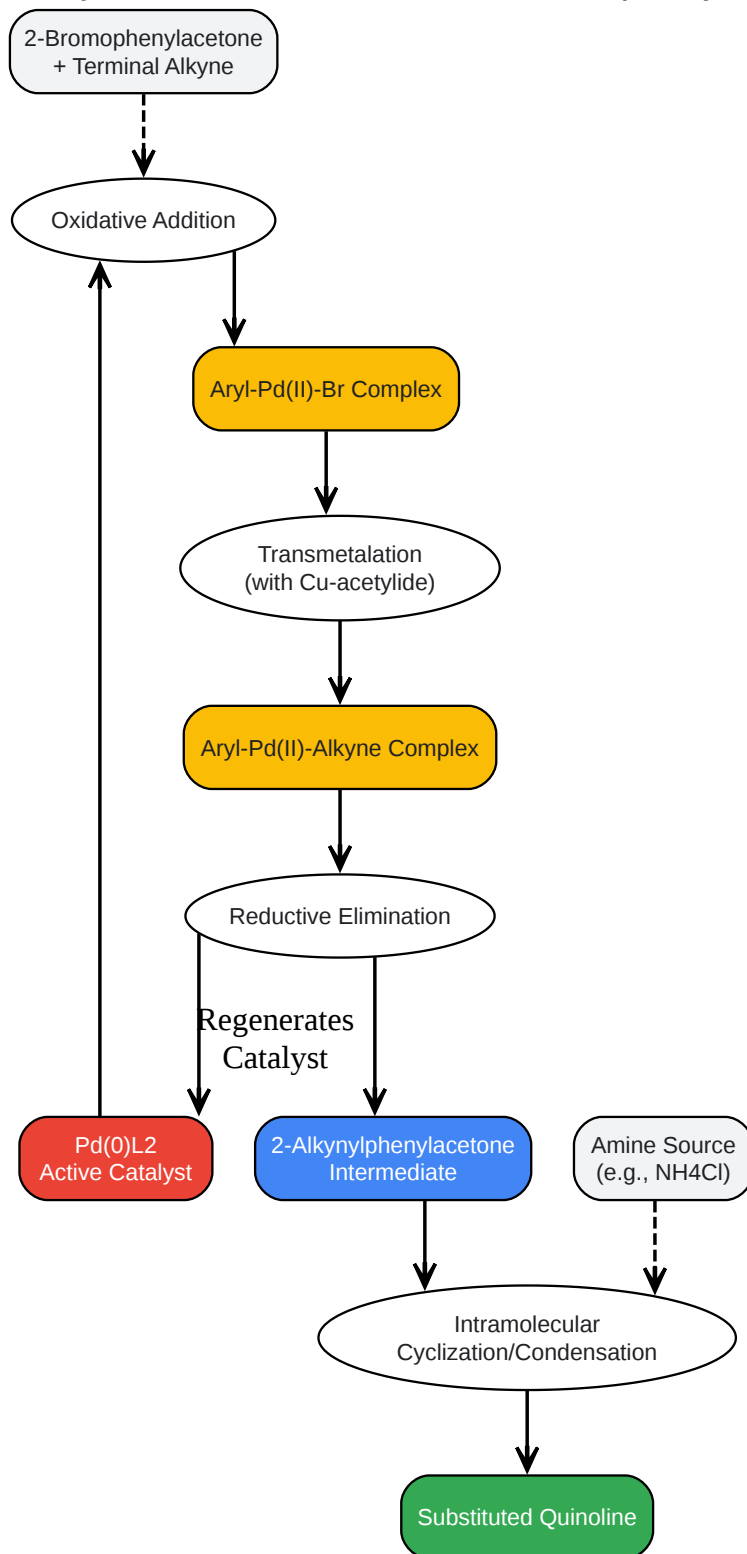 2-Bromophenylacetone
+ Terminal Alkyne
Oxidative Addition
Aryl-Pd(II)-Br Complex
Transmetalation
(with Cu-acetylide)
Aryl-Pd(II)-Alkyne Complex
Reductive Elimination
Regenerates
Catalyst
Pd(0)L2
Active Catalyst
2-Alkynylphenylacetone
Intermediate
Amine Source
(e.g., NH4Cl)
Intramolecular
Cyclization/Condensation
Substituted Quinoline